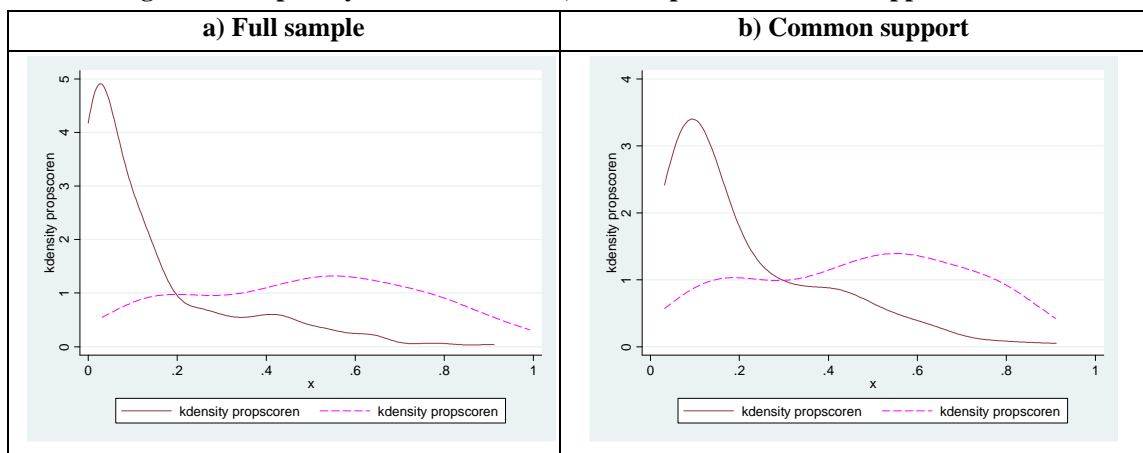 a) Full sample
b) Common support
kdensity propscoren
0 1 2 3 4 5
0 .2 .4 .6 .8 1
x
kdensity propscoren kdensity propscoren
kdensity propscoren
0 1 2 3 4
0 .2 .4 .6 .8 1
x
kdensity propscoren kdensity propscoren